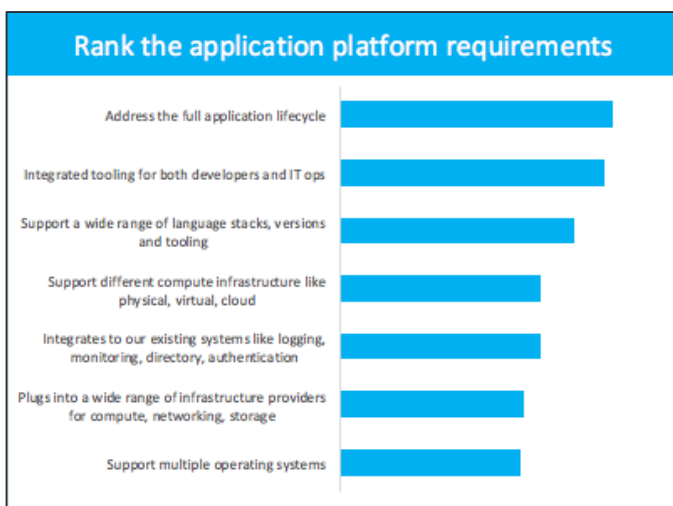 Rank the application platform requirements
Address the full application lifecycle
Integrated tooling for both developers and IT ops
Support a wide range of language stacks, versions
and tooling
Support different compute infrastructure like
physical, virtual, cloud
Integrates to our existing systems like logging,
monitoring, directory, authentication
Plugs into a wide range of infrastructure providers
for compute, networking, storage
Support multiple operating systems